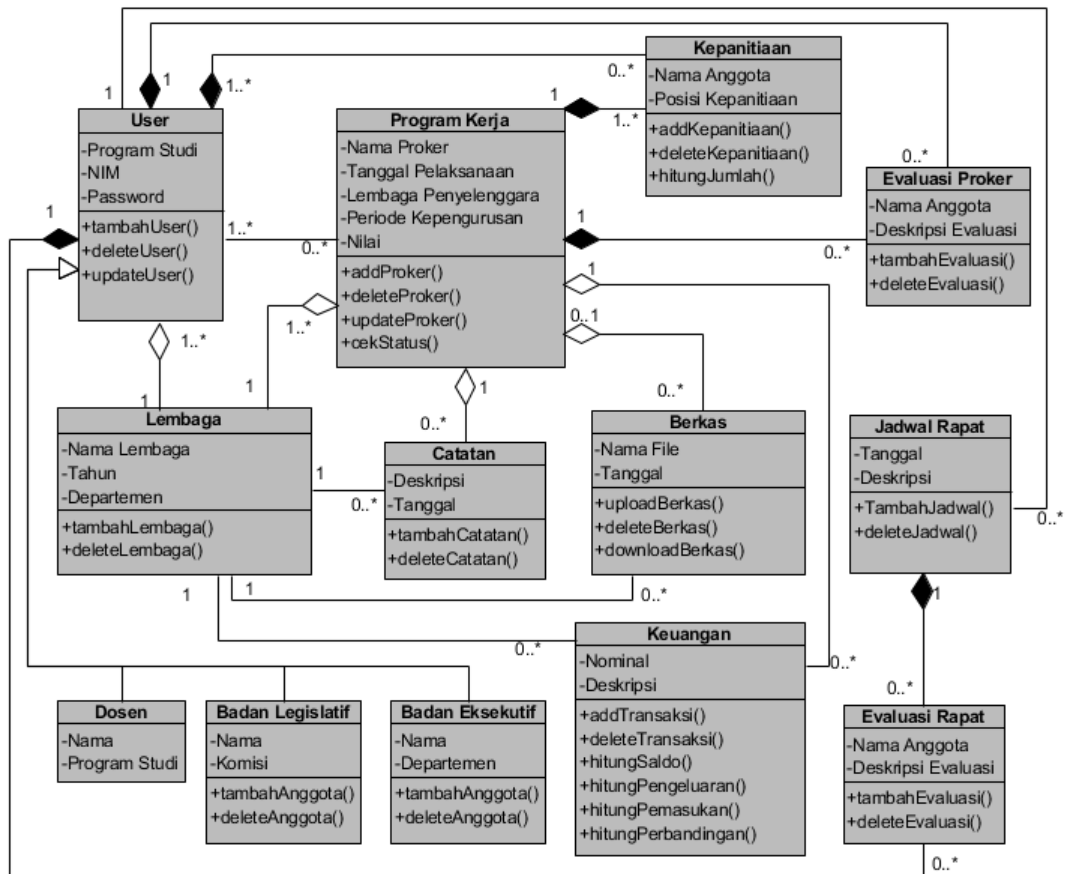 Kepanitiaan
-Nama Anggota
-Posisi Kepanitiaan
+addKepanitiaan()
+deleteKepanitiaan()
+hitungJumlah()
1
1
1..*
0..*
1
1..*
User
-Program Studi
-NIM
-Password
+tambahUser()
+deleteUser()
+updateUser()
Program Kerja
-Nama Proker
-Tanggal Pelaksanaan
-Lembaga Penyelenggara
-Periode Kepengurusan
-Nilai
+addProker()
+deleteProker()
+updateProker()
+cekStatus()
0..*
Evaluasi Proker
-Nama Anggota
-Deskripsi Evaluasi
+tambahEvaluasi()
+deleteEvaluasi()
1
1..*
0..*
1
0..*
1
0..1
1..*
1..*
1
1
1
0..*
0..*
Lembaga
-Nama Lembaga
-Tahun
-Departemen
+tambahLembaga()
+deleteLembaga()
1
0..*
Catatan
-Deskripsi
-Tanggal
+tambahCatatan()
+deleteCatatan()
Berkas
-Nama File
-Tanggal
+uploadBerkas()
+deleteBerkas()
+downloadBerkas()
Jadwal Rapat
-Tanggal
-Deskripsi
+TambahJadwal()
+deleteJadwal()
0..*
1
1
0..*
1
0..*
0..*
0..*
Keuangan
-Nominal
-Deskripsi
+addTransaksi()
+deleteTransaksi()
+hitungSaldo()
+hitungPengeluaran()
+hitungPemasukan()
+hitungPerbandingan()
Dosen
-Nama
-Program Studi
Badan Legislatif
-Nama
-Komisi
+tambahAnggota()
+deleteAnggota()
Badan Eksekutif
-Nama
-Departemen
+tambahAnggota()
+deleteAnggota()
Evaluasi Rapat
-Nama Anggota
-Deskripsi Evaluasi
+tambahEvaluasi()
+deleteEvaluasi()
0..*